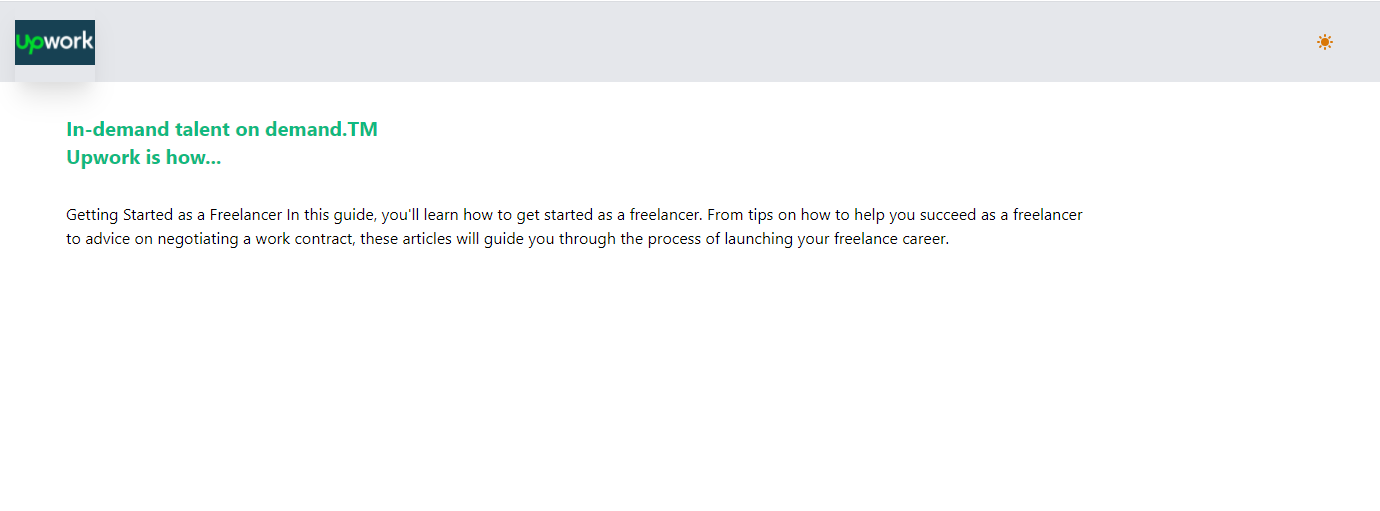 Upwork
In-demand talent on demand.TM
Upwork is how...
Getting Started as a Freelancer In this guide, you'll learn how to get started as a freelancer. From tips on how to help you succeed as a freelancer
to advice on negotiating a work contract, these articles will guide you through the process of launching your freelance career.